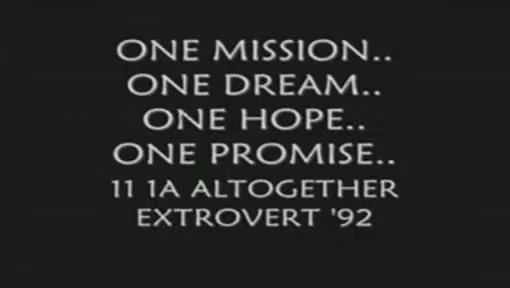 ONE MISSION..
ONE DREAM..
ONE HOPE..
ONE PROMISE..
11 1A ALTOGETHER
EXTROVERT '92